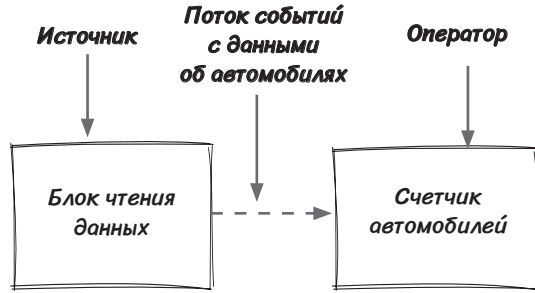 Источник
Поток событий
с данными
об автомобилях
Оператор
Блок чтения
данных
Счетчик
автомобилей